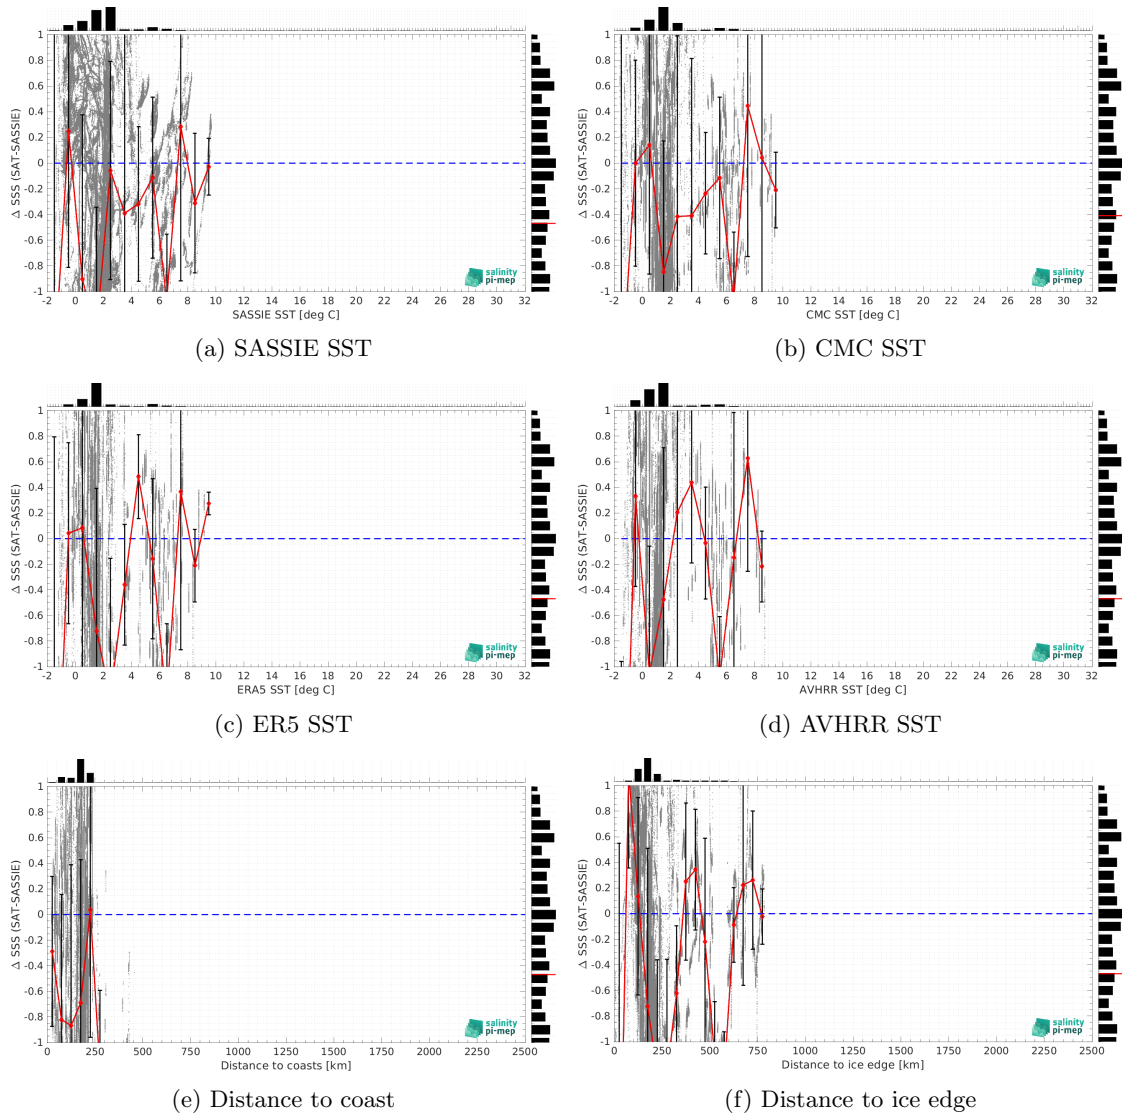 1
0.8
0.6
0.4
0.2
0
-0.2
-0.4
-0.6
-0.8
-1
Δ SSS (SAT-SASSIE)
salinity
pi-mep
-2 0 2 4 6 8 10 12 14 16 18 20 22 24 26 28 30 32
SASSIE SST [deg C]
(a) SASSIE SST
1
0.8
0.6
0.4
0.2
0
-0.2
-0.4
-0.6
-0.8
-1
Δ SSS (SAT-SASSIE)
salinity
pi-mep
-2 0 2 4 6 8 10 12 14 16 18 20 22 24 26 28 30 32
CMC SST [deg C]
(b) CMC SST
1
0.8
0.6
0.4
0.2
0
-0.2
-0.4
-0.6
-0.8
-1
Δ SSS (SAT-SASSIE)
salinity
pi-mep
-2 0 2 4 6 8 10 12 14 16 18 20 22 24 26 28 30 32
ERA5 SST [deg C]
(c) ER5 SST
1
0.8
0.6
0.4
0.2
0
-0.2
-0.4
-0.6
-0.8
-1
Δ SSS (SAT-SASSIE)
salinity
pi-mep
-2 0 2 4 6 8 10 12 14 16 18 20 22 24 26 28 30 32
AVHRR SST [deg C]
(d) AVHRR SST
1
0.8
0.6
0.4
0.2
0
-0.2
-0.4
-0.6
-0.8
-1
Δ SSS (SAT-SASSIE)
salinity
pi-mep
0 250 500 750 1000 1250 1500 1750 2000 2250 2500
Distance to coasts [km]
(e) Distance to coast
1
0.8
0.6
0.4
0.2
0
-0.2
-0.4
-0.6
-0.8
-1
Δ SSS (SAT-SASSIE)
salinity
pi-mep
0 250 500 750 1000 1250 1500 1750 2000 2250 2500
Distance to ice edge [km]
(f) Distance to ice edge